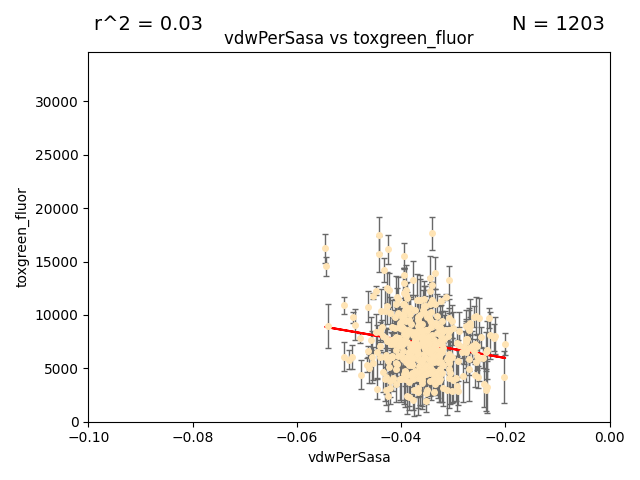 r^2 = 0.03
N = 1203
vdwPerSasa vs toxgreen_fluor
toxgreen_fluor
30000
25000
20000
15000
10000
5000
0
−0.10
−0.08
−0.06
−0.04
−0.02
0.00
vdwPerSasa